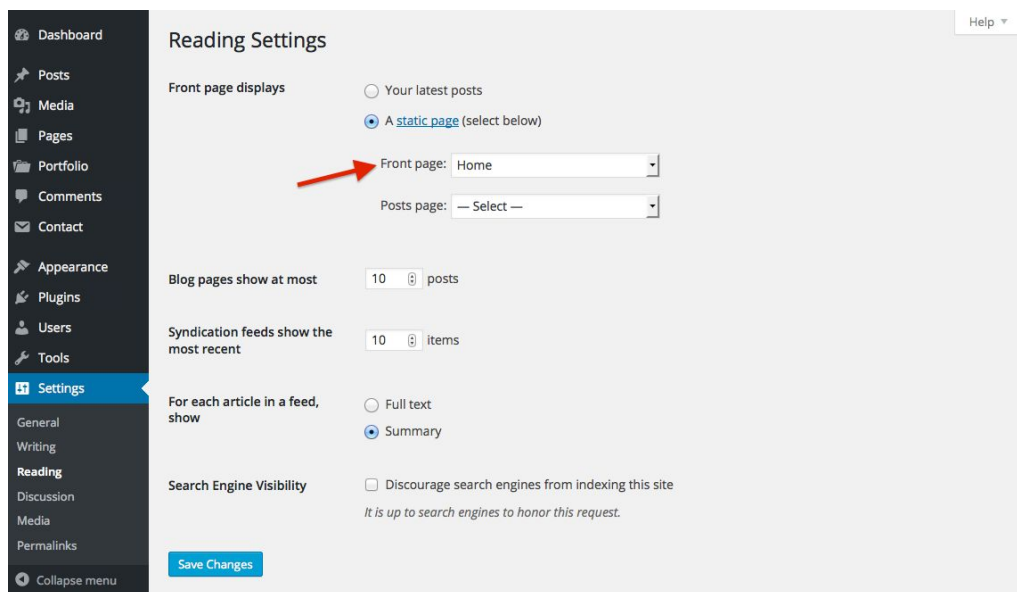 Help
Dashboard
Posts
Media
Pages
Portfolio
Comments
Contact
Appearance
Plugins
Users
Tools
Settings
General
Writing
Reading
Discussion
Media
Permalinks
Collapse menu
Reading Settings
Front page displays
Your latest posts
A static page (select below)
Front page: Home
Posts page: — Select —
Blog pages show at most 10 posts
Syndication feeds show the
most recent
10 items
For each article in a feed,
show
Full text
Summary
Search Engine Visibility
Discourage search engines from indexing this site
It is up to search engines to honor this request.
Save Changes